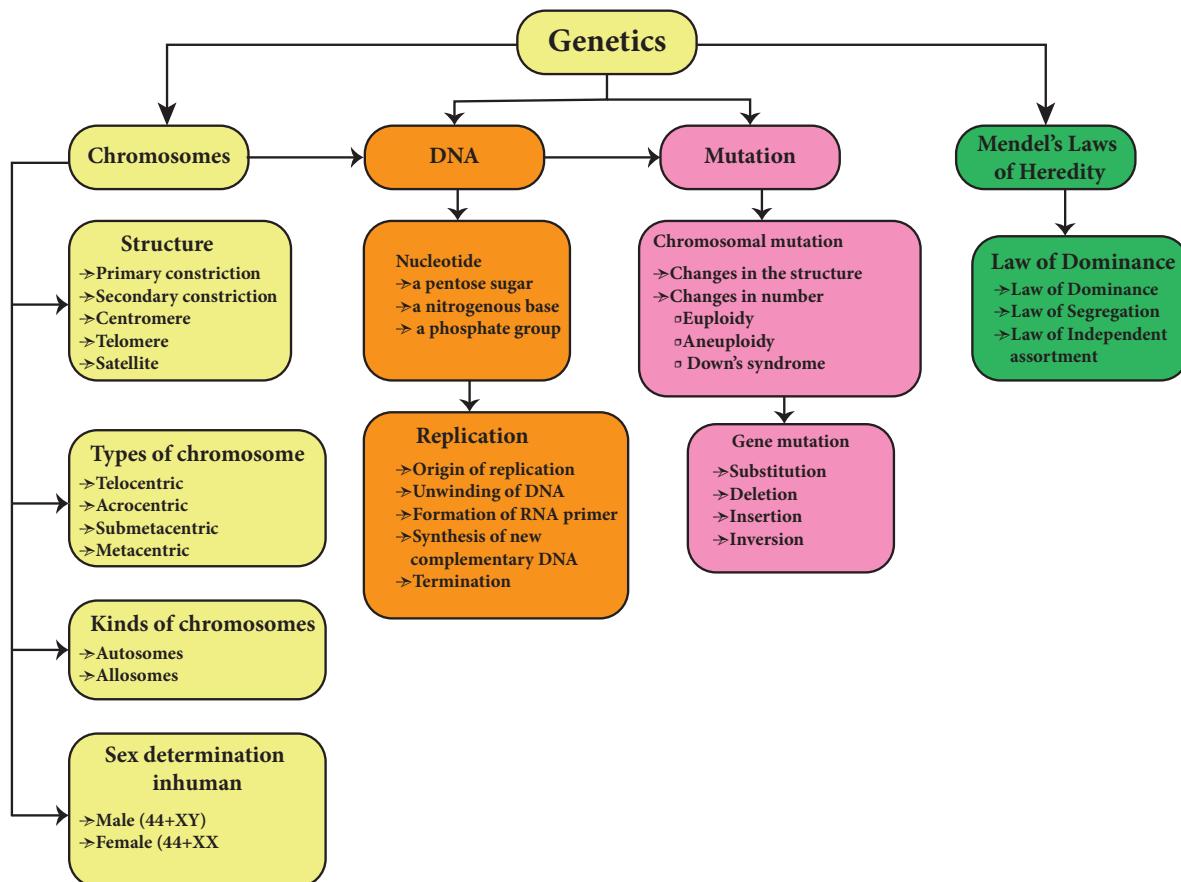 Genetics
Chromosomes
DNA
Mutation
Mendel's Laws
of Heredity
Structure
➢Primary constriction
➢Secondary constriction
➢Centromere
➢Telomere
➢Satellite
Types of chromosome
➢Telocentric
➢Acrocentric
➢Submetacentric
➢Metacentric
Kinds of chromosomes
➢Autosomes
➢Allosomes
Sex determination
inhuman
➢Male (44+XY)
➢Female (44+XX
Nucleotide
➢a pentose sugar
➢a nitrogenous base
➢a phosphate group
Replication
➢Origin of replication
➢Unwinding of DNA
➢Formation of RNA primer
➢Synthesis of new
complementary DNA
➢Termination
Chromosomal mutation
➢Changes in the structure
➢Changes in number
▫Euploidy
▫Aneuploidy
▫Down's syndrome
Gene mutation
➢Substitution
➢Deletion
➢Insertion
➢Inversion
Law of Dominance
➢Law of Dominance
➢Law of Segregation
➢Law of Independent
assortment